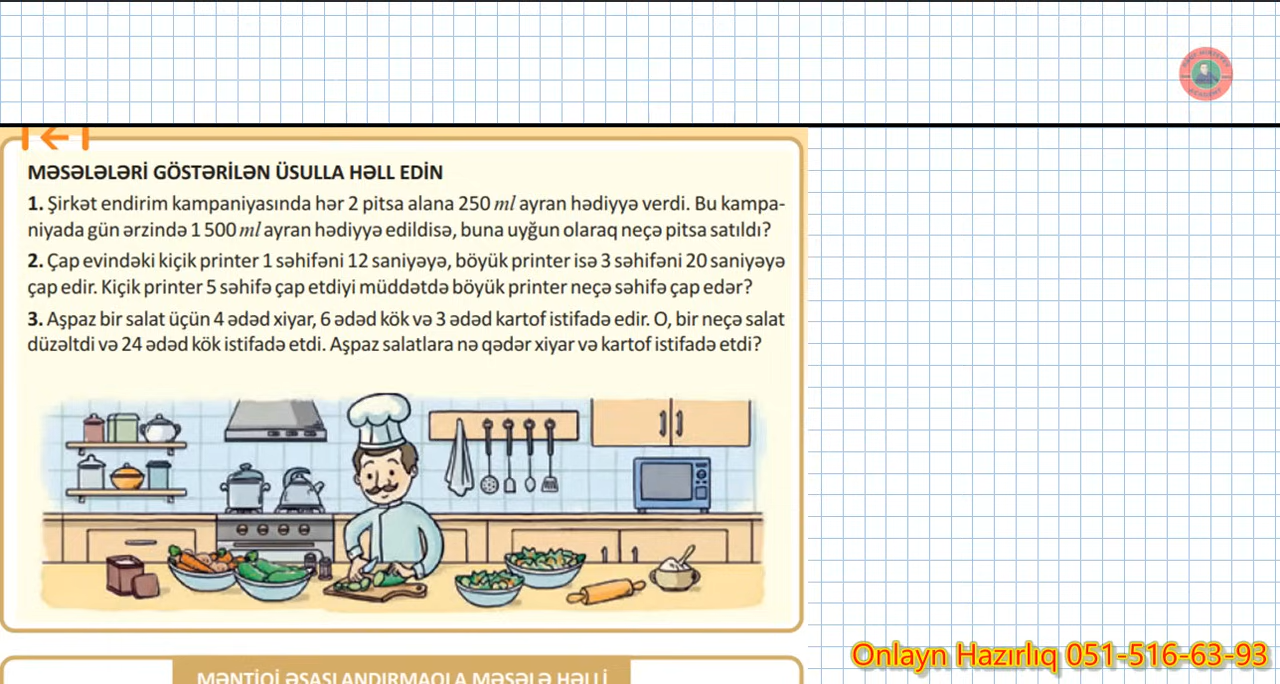 MƏSƏLƏLƏRİ GÖSTƏRİLƏN ÜSULLA HƏLL EDİN
1. Şirkət endirim kampaniyasında hər 2 pitsa alana 250 ml ayran hədiyyə verdi. Bu kampa-
niyada gün ərzində 1 500 ml ayran hədiyyə edildisə, buna uyğun olaraq neçə pitsa satıldı?
2. Çap evindəki kiçik printer 1 səhifəni 12 saniyəyə, böyük printer isə 3 səhifəni 20 saniyəyə
çap edir. Kiçik printer 5 səhifə çap etdiyi müddətdə böyük printer neçə səhifə çap edər?
3. Aşpaz bir salat üçün 4 ədəd xiyar, 6 ədəd kök və 3 ədəd kartof istifadə edir. O, bir neçə salat
düzəltdi və 24 ədəd kök istifadə etdi. Aşpaz salatlara nə qədər xiyar və kartof istifadə etdi?
Onlayn Hazırlıq 051-516-63-93
MƏNTİQİ ƏSASLANDIRMAQLA MƏSƏLƏ HƏLLİ